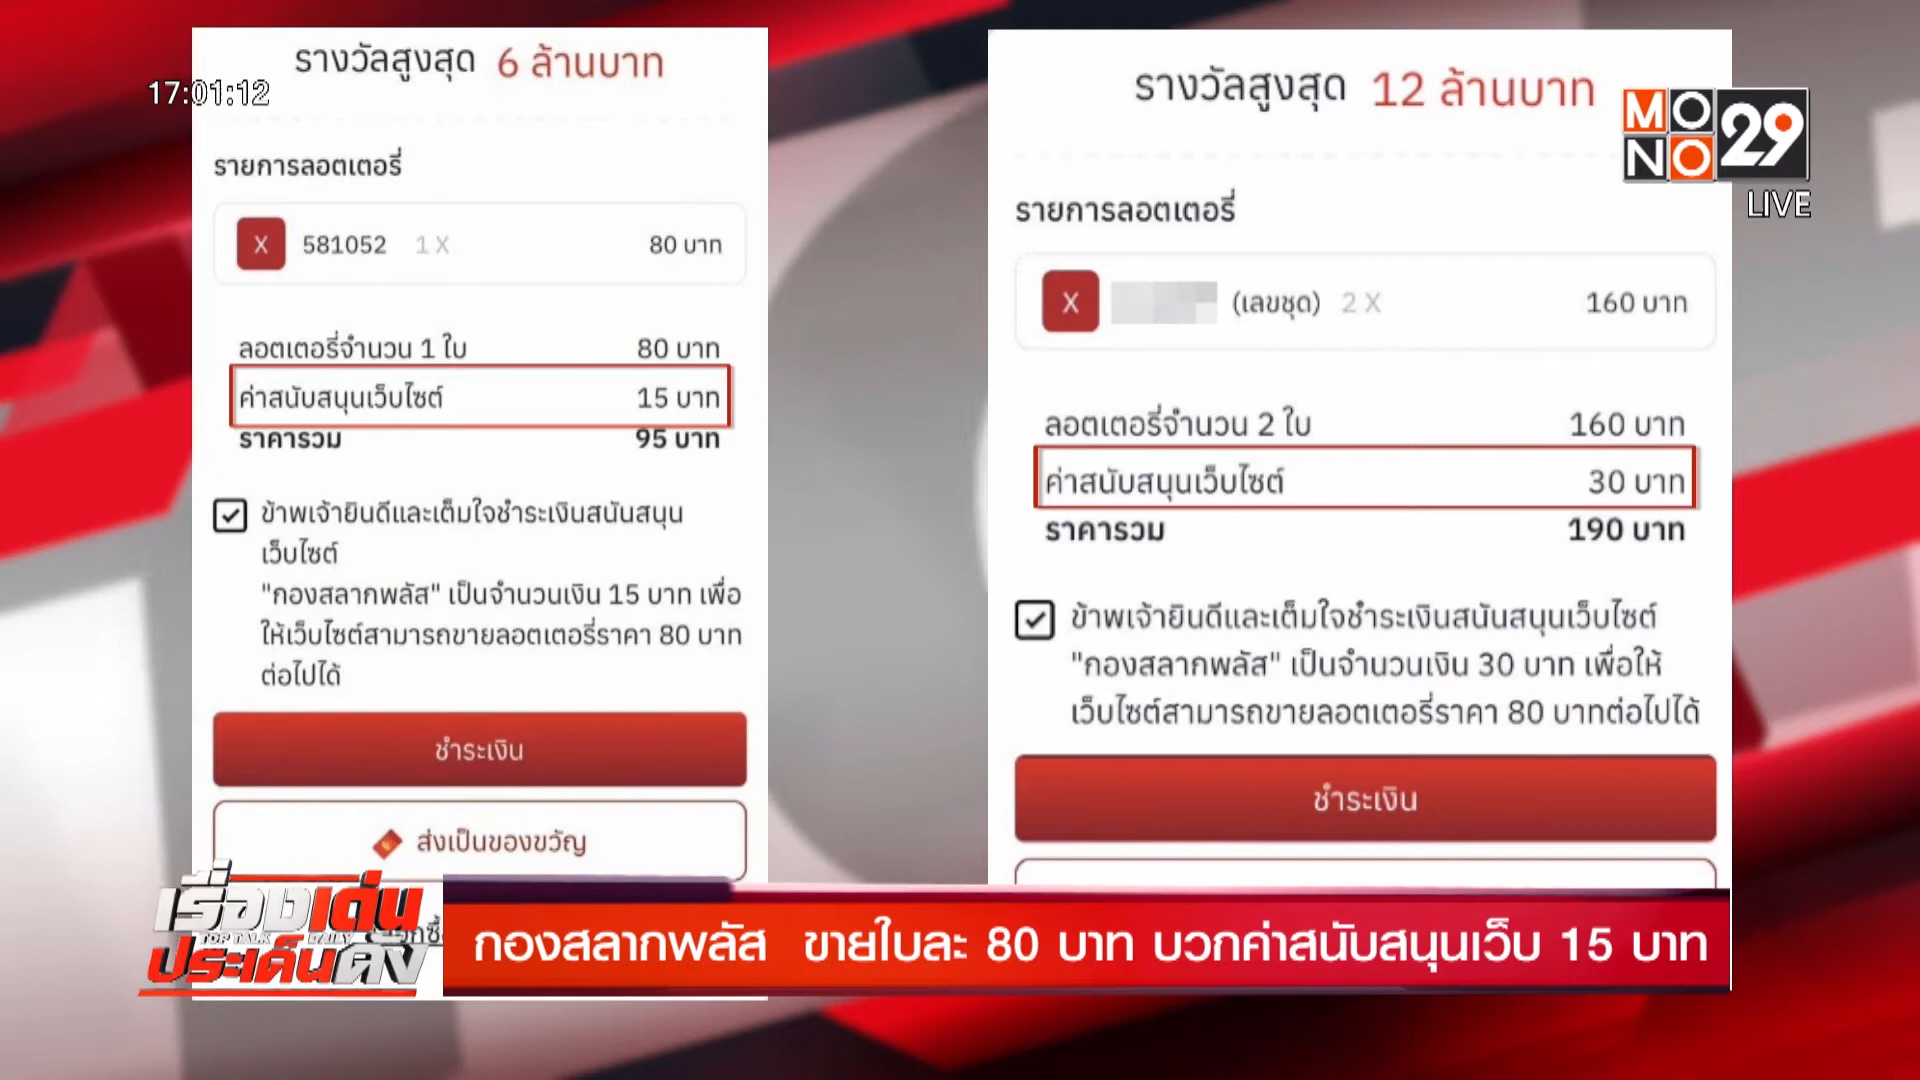 17:01:12
รางวัลสูงสุด 6 ล้านบาท
รายการลอตเตอรี่
X 581052 1 X 80 บาท
ลอตเตอรี่จำนวน 1 ใบ 80 บาท
ค่าสนับสนุนเว็บไซต์ 15 บาท
ราคารวม 95 บาท
ข้าพเจ้ายินดีและเต็มใจชำระเงินสนันสนุน
เว็บไซต์
"กองสลากพลัส" เป็นจำนวนเงิน 15 บาท เพื่อ
ให้เว็บไซต์สามารถขายลอตเตอรี่ราคา 80 บาท
ต่อไปได้
ชำระเงิน
ส่งเป็นของขวัญ
รางวัลสูงสุด 12 ล้านบาท
รายการลอตเตอรี่
X (เลขชุด) 2 X 160 บาท
ลอตเตอรี่จำนวน 2 ใบ 160 บาท
ค่าสนับสนุนเว็บไซต์ 30 บาท
ราคารวม 190 บาท
ข้าพเจ้ายินดีและเต็มใจชำระเงินสนันสนุนเว็บไซต์
"กองสลากพลัส" เป็นจำนวนเงิน 30 บาท เพื่อให้
เว็บไซต์สามารถขายลอตเตอรี่ราคา 80 บาทต่อไปได้
ชำระเงิน
MONO 29
LIVE
เรื่องเด่น
TOP TALK DAILY
ประเด็นดัง
กองสลากพลัส ขายใบละ 80 บาท บวกค่าสนับสนุนเว็บ 15 บาท